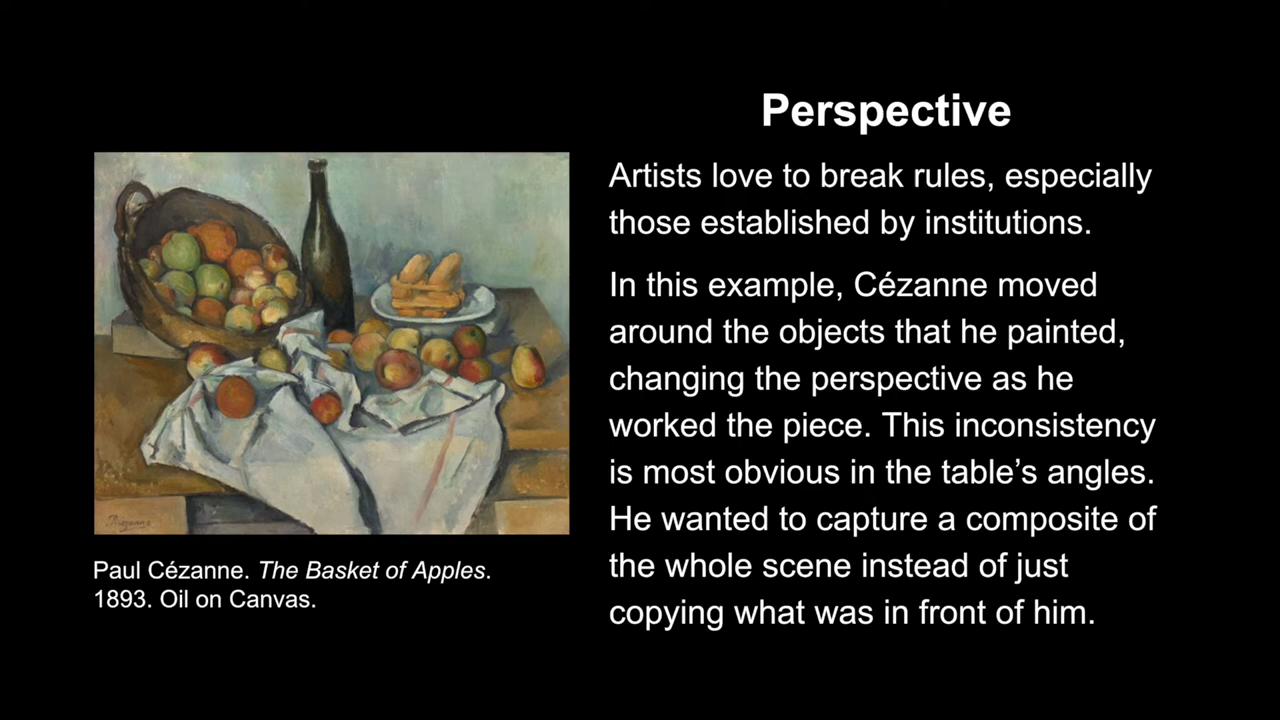 Perspective
Artists love to break rules, especially
those established by institutions.
In this example, Cézanne moved
around the objects that he painted,
changing the perspective as he
worked the piece. This inconsistency
is most obvious in the table’s angles.
He wanted to capture a composite of
the whole scene instead of just
copying what was in front of him.
Paul Cézanne. The Basket of Apples.
1893. Oil on Canvas.